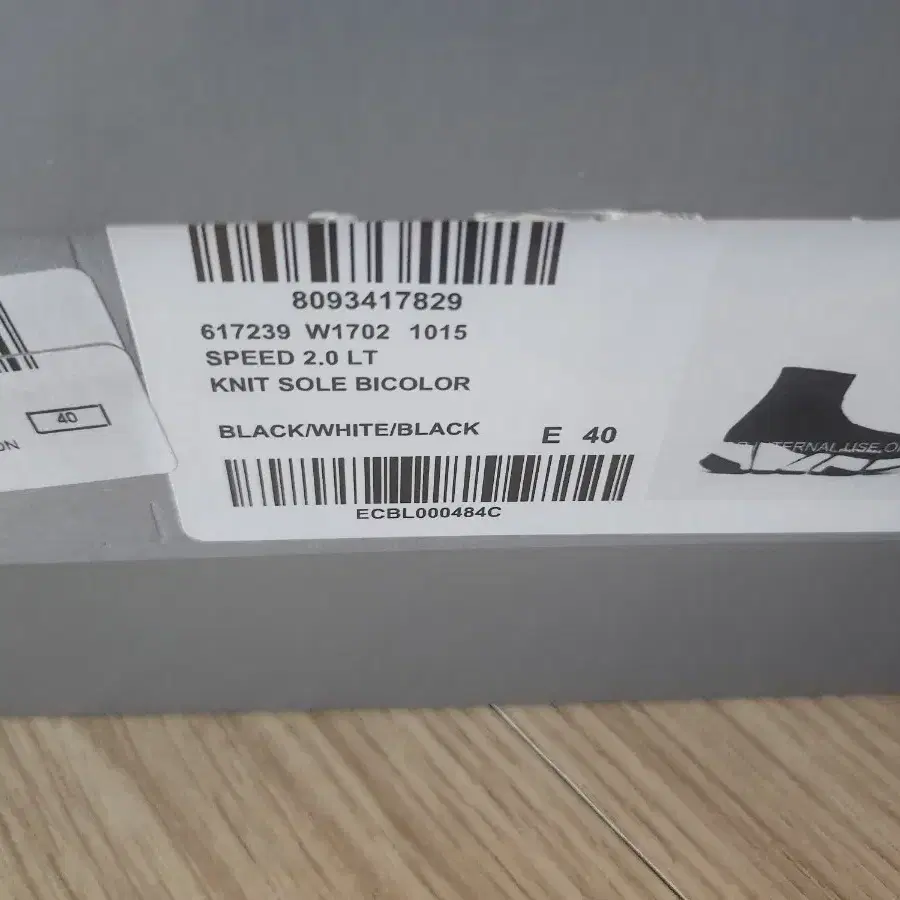 8093417829
617239 W1702 1015
SPEED 2.0 LT
KNIT SOLE BICOLOR
BLACK/WHITE/BLACK E 40
ECBL000484C
40